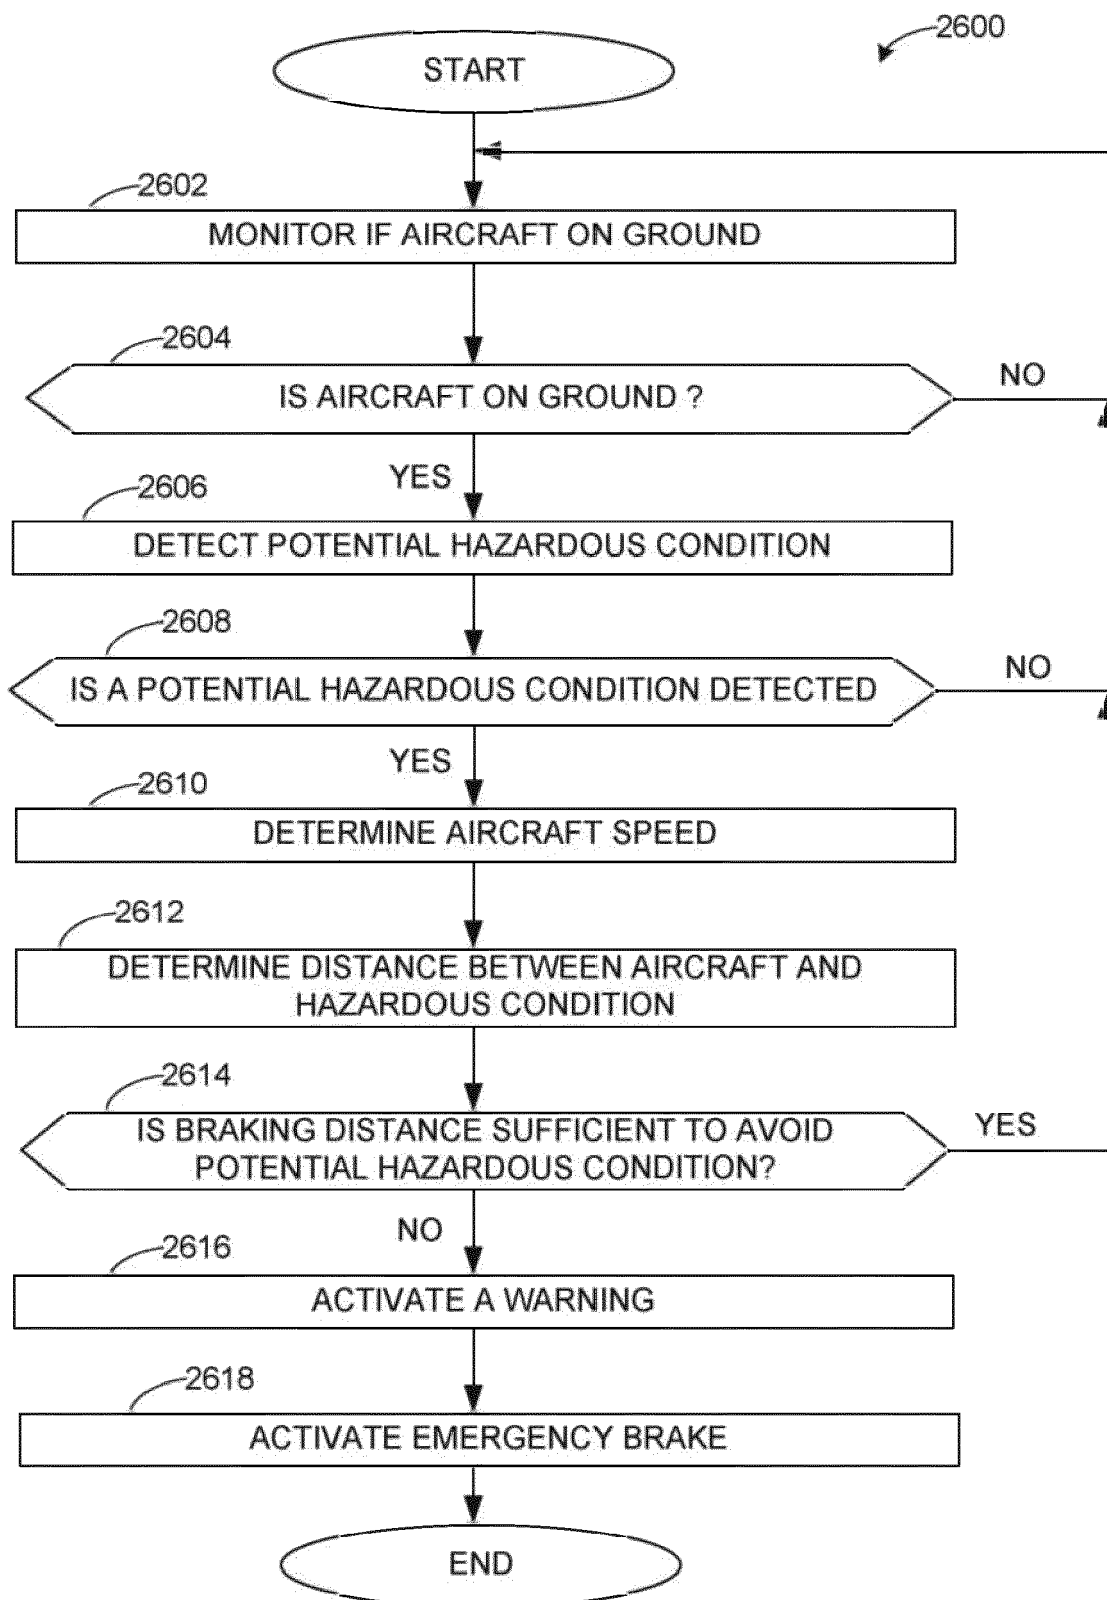 2600
START
2602
MONITOR IF AIRCRAFT ON GROUND
2604
IS AIRCRAFT ON GROUND ?
NO
YES
2606
DETECT POTENTIAL HAZARDOUS CONDITION
2608
IS A POTENTIAL HAZARDOUS CONDITION DETECTED
NO
YES
2610
DETERMINE AIRCRAFT SPEED
2612
DETERMINE DISTANCE BETWEEN AIRCRAFT AND
HAZARDOUS CONDITION
2614
IS BRAKING DISTANCE SUFFICIENT TO AVOID
POTENTIAL HAZARDOUS CONDITION?
YES
NO
2616
ACTIVATE A WARNING
2618
ACTIVATE EMERGENCY BRAKE
END